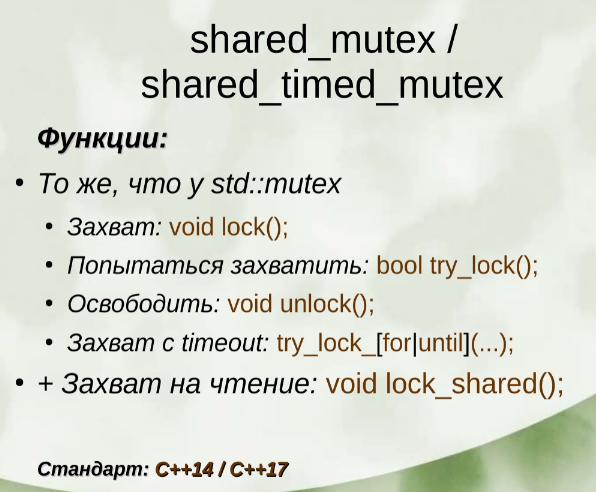 shared_mutex /
shared_timed_mutex
Функции:
• То же, что у std::mutex
• Захват: void lock();
• Попытаться захватить: bool try_lock();
• Освободить: void unlock();
• Захват с timeout: try_lock_[for|until](...);
• + Захват на чтение: void lock_shared();
Стандарт: C++14 / C++17